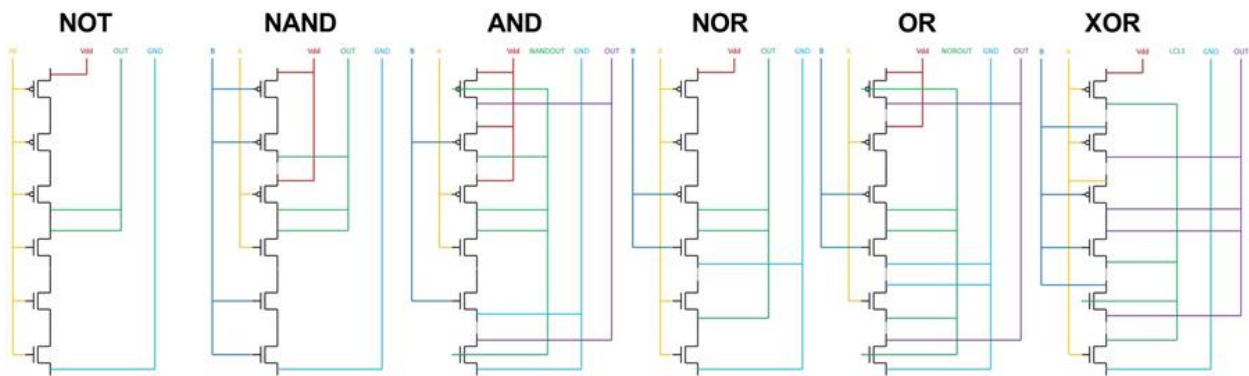 NOT NAND AND NOR OR XOR
Vdd OUT GND B A Vdd OUT GND B A Vdd NANDOUT GND OUT B A Vdd OUT GND B A Vdd NOROUT GND OUT B A Vdd LCL1 GND OUT